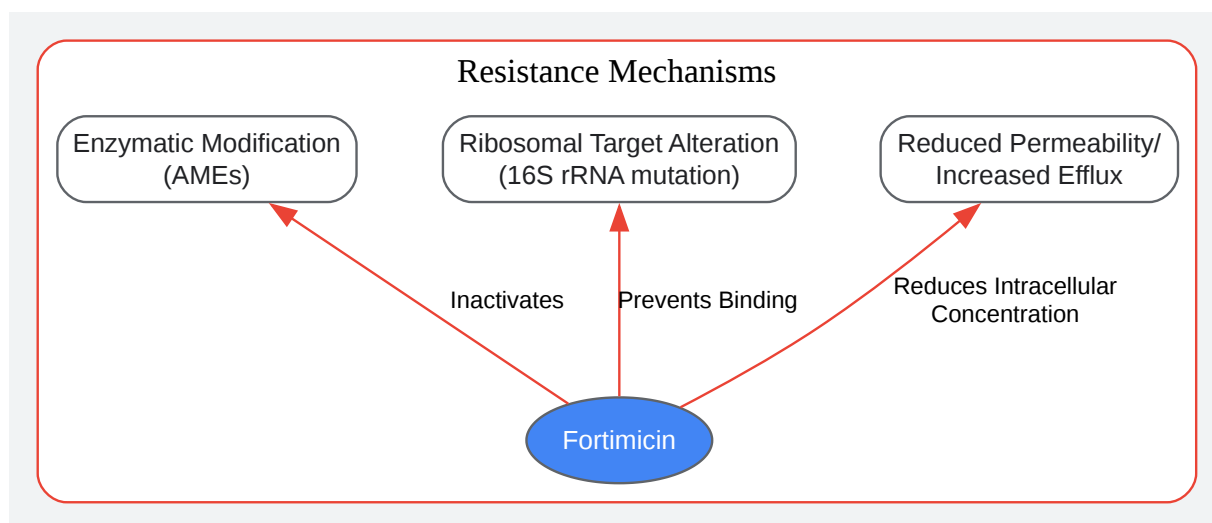 Resistance Mechanisms
Enzymatic Modification
(AMEs)
Ribosomal Target Alteration
(16S rRNA mutation)
Reduced Permeability/
Increased Efflux
Inactivates
Prevents Binding
Reduces Intracellular
Concentration
Fortimicin